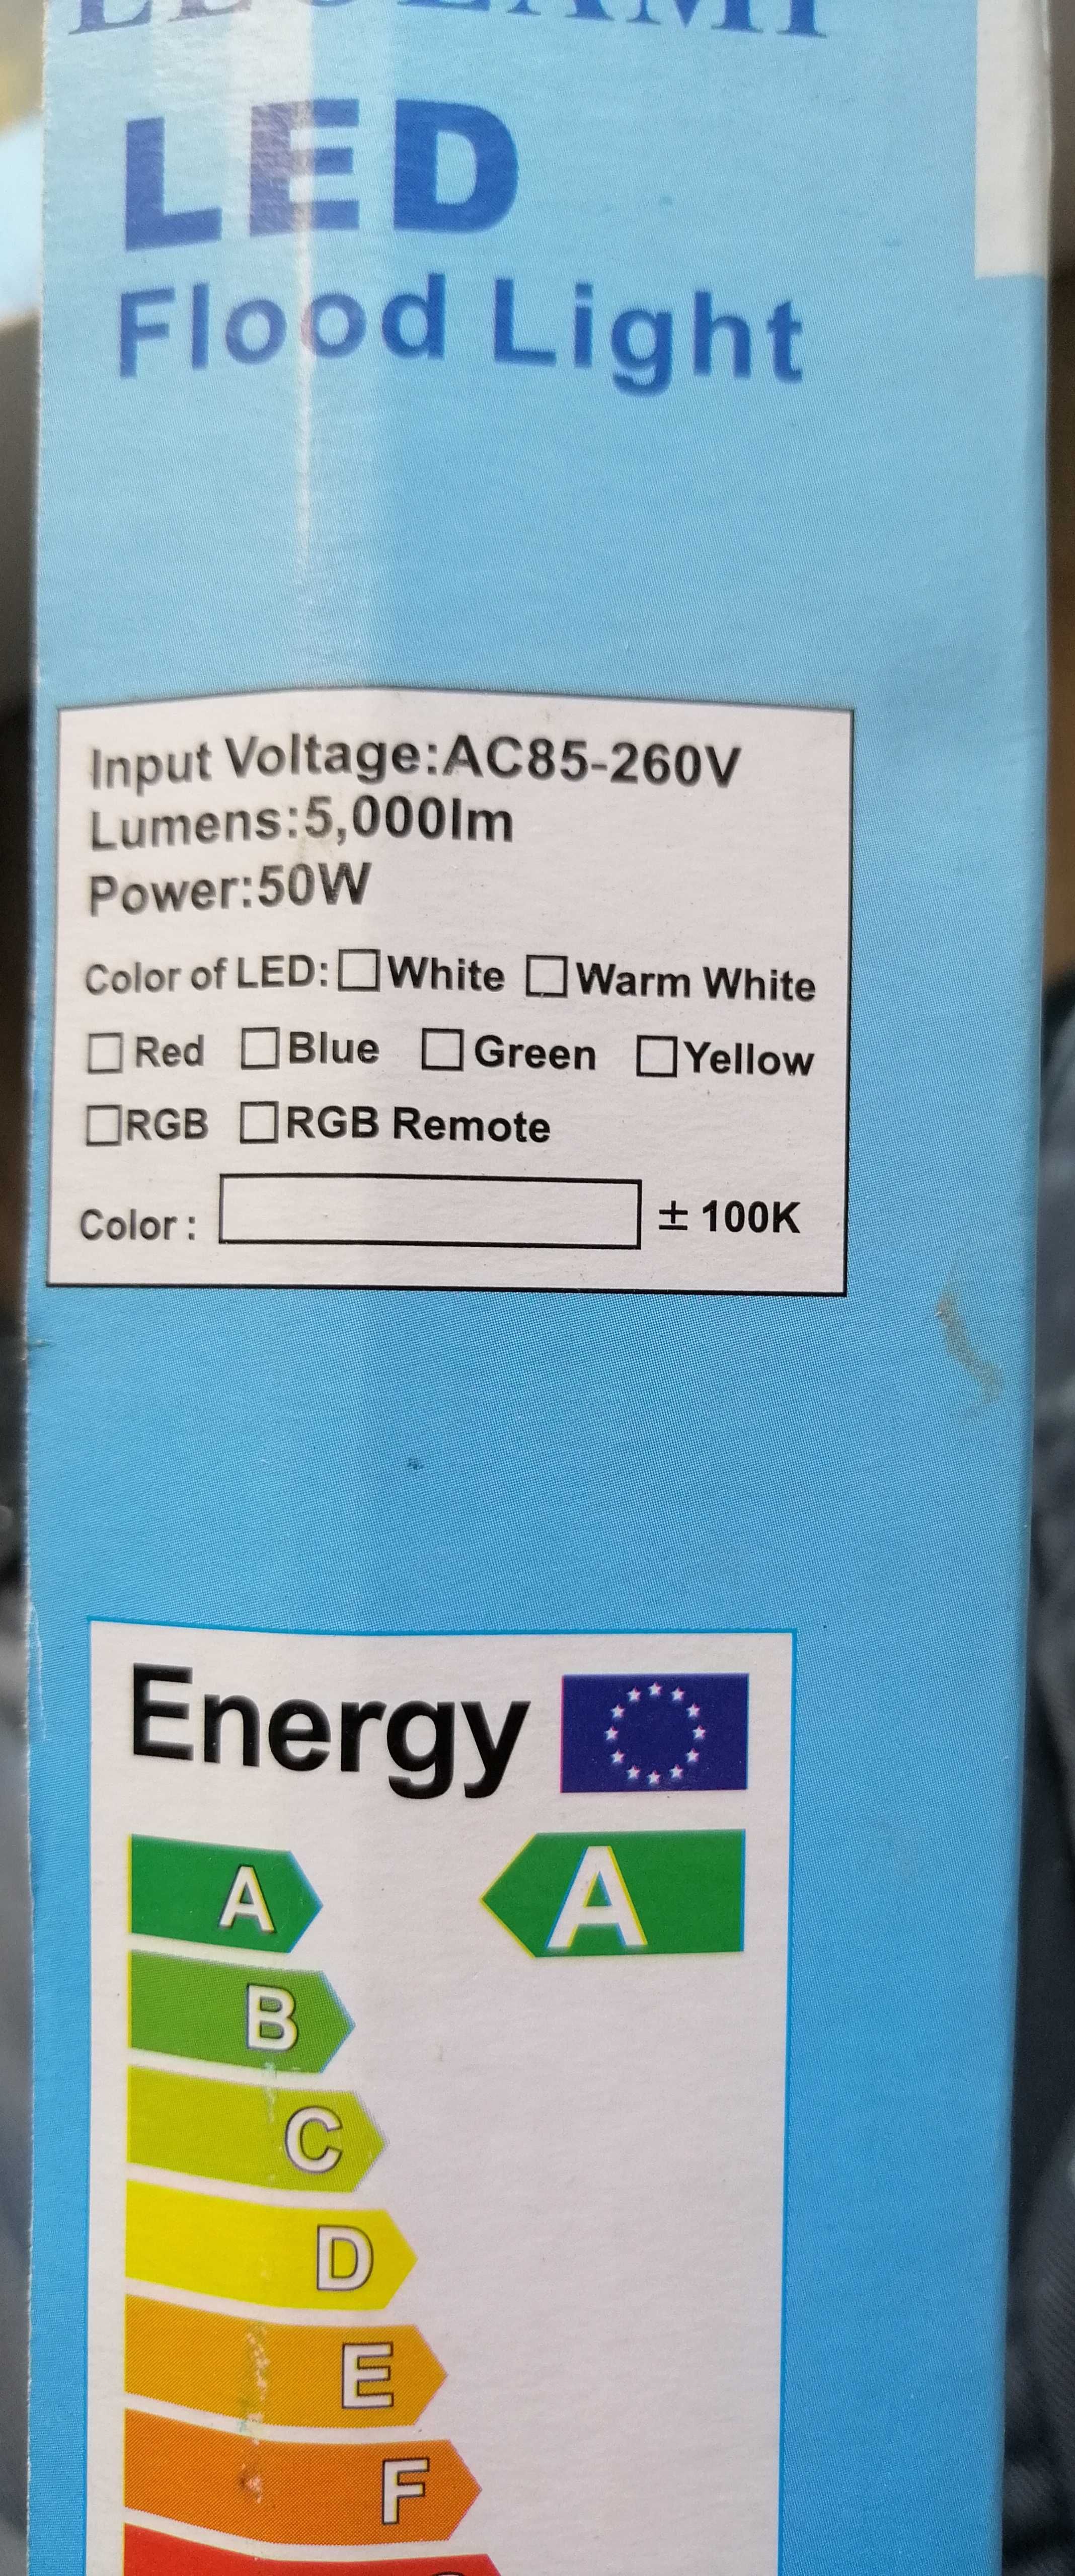 LED
Flood Light
Input Voltage:AC85-260V
Lumens:5,000lm
Power:50W
Color of LED: □White □Warm White
□ Red □Blue □ Green □Yellow
□RGB □RGB Remote
Color : ± 100K
Energy
A A
B
C
D
E
F